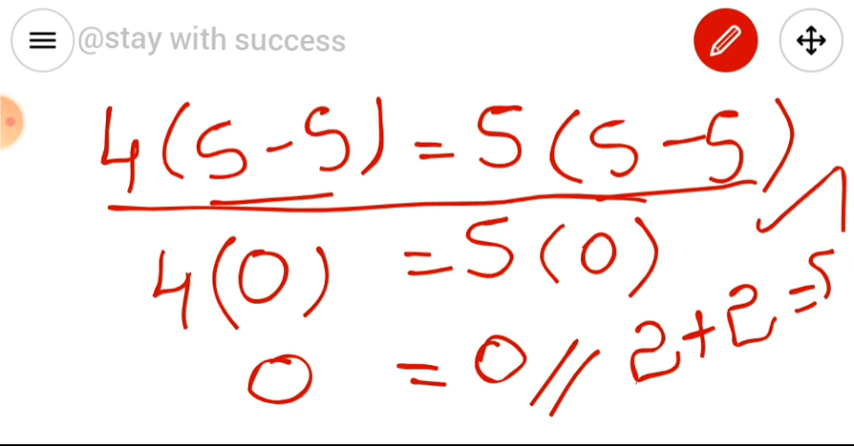 @stay with success
4(5-5) = 5(5-5)
4(0) = 5(0)
0 = 0// 2+2=5